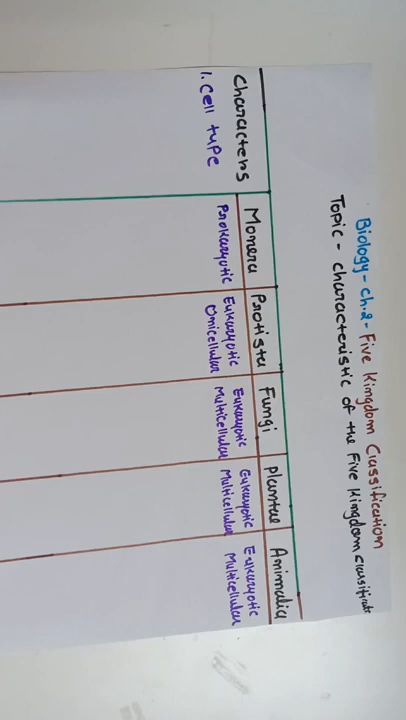 Biology - Ch.2 - Five Kingdom Classification
Topic - characteristic of the Five Kingdom Classificati
Characters Monera Protista Fungi Plantae Animalia
1. Cell type Prokaryotic Eukaryotic Eukaryotic Eukaryotic Eukaryotic
Unicellular Multicellular Multicellular Multicellular